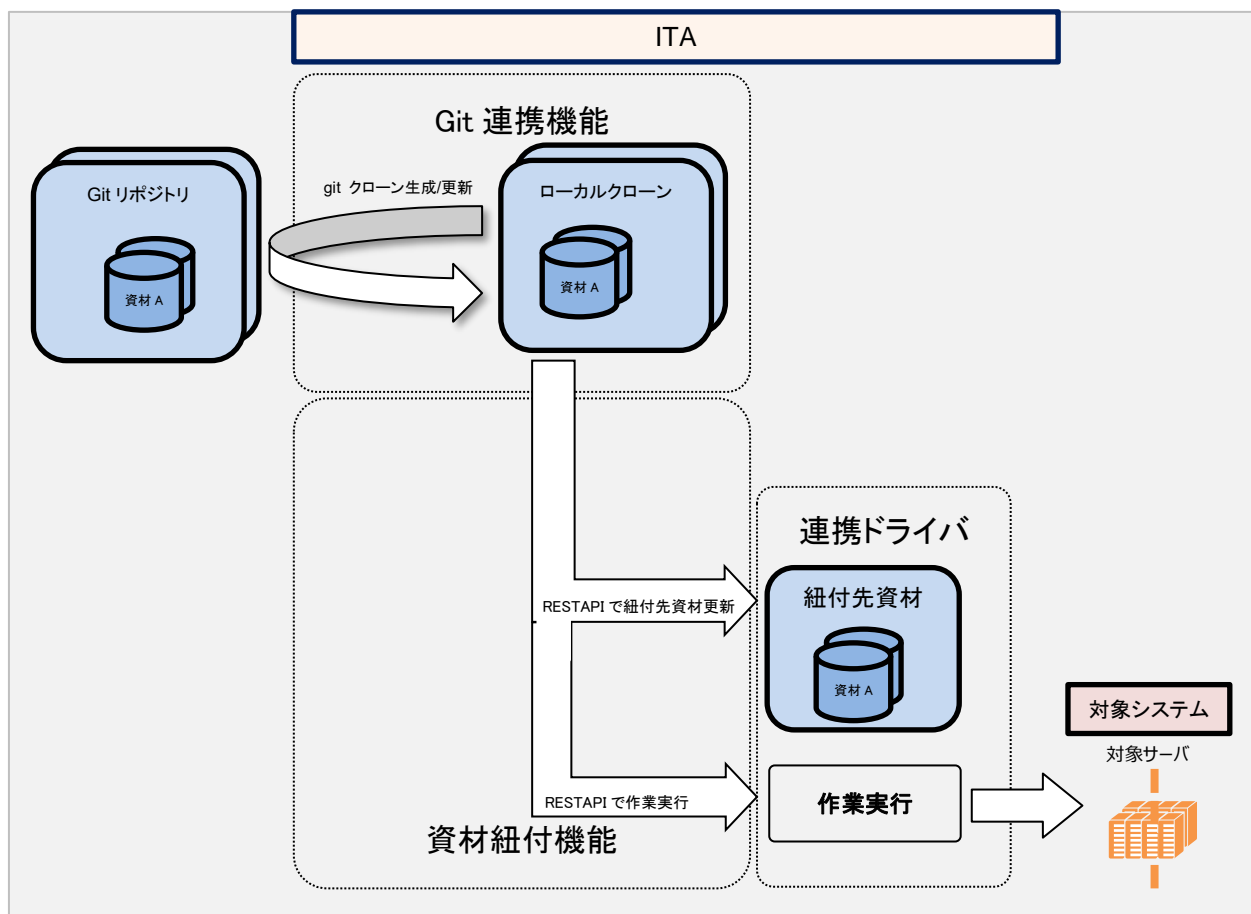 ITA
Git 連携機能
Git リポジトリ
git クローン生成/更新
ローカルクローン
資材 A
資材 A
連携ドライバ
RESTAPI で紐付先資材更新
紐付先資材
資材 A
対象システム
対象サーバ
RESTAPI で作業実行
作業実行
資材紐付機能